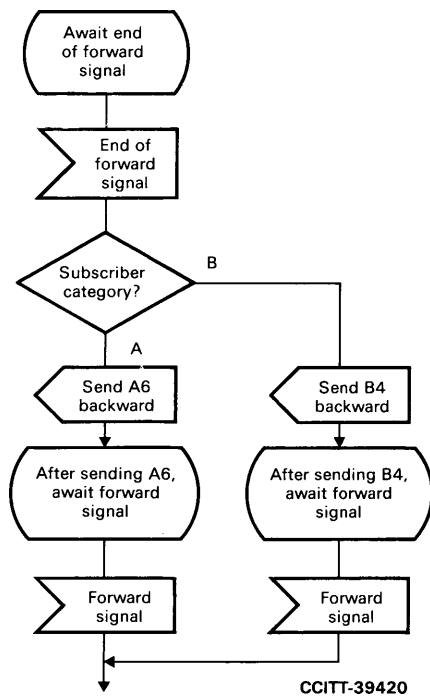 Await end
of forward
signal
End of
forward
signal
Subscriber
category?
B
A
Send A6
backward
Send B4
backward
After sending A6,
await forward
signal
After sending B4,
await forward
signal
Forward
signal
Forward
signal
CCITT-39420